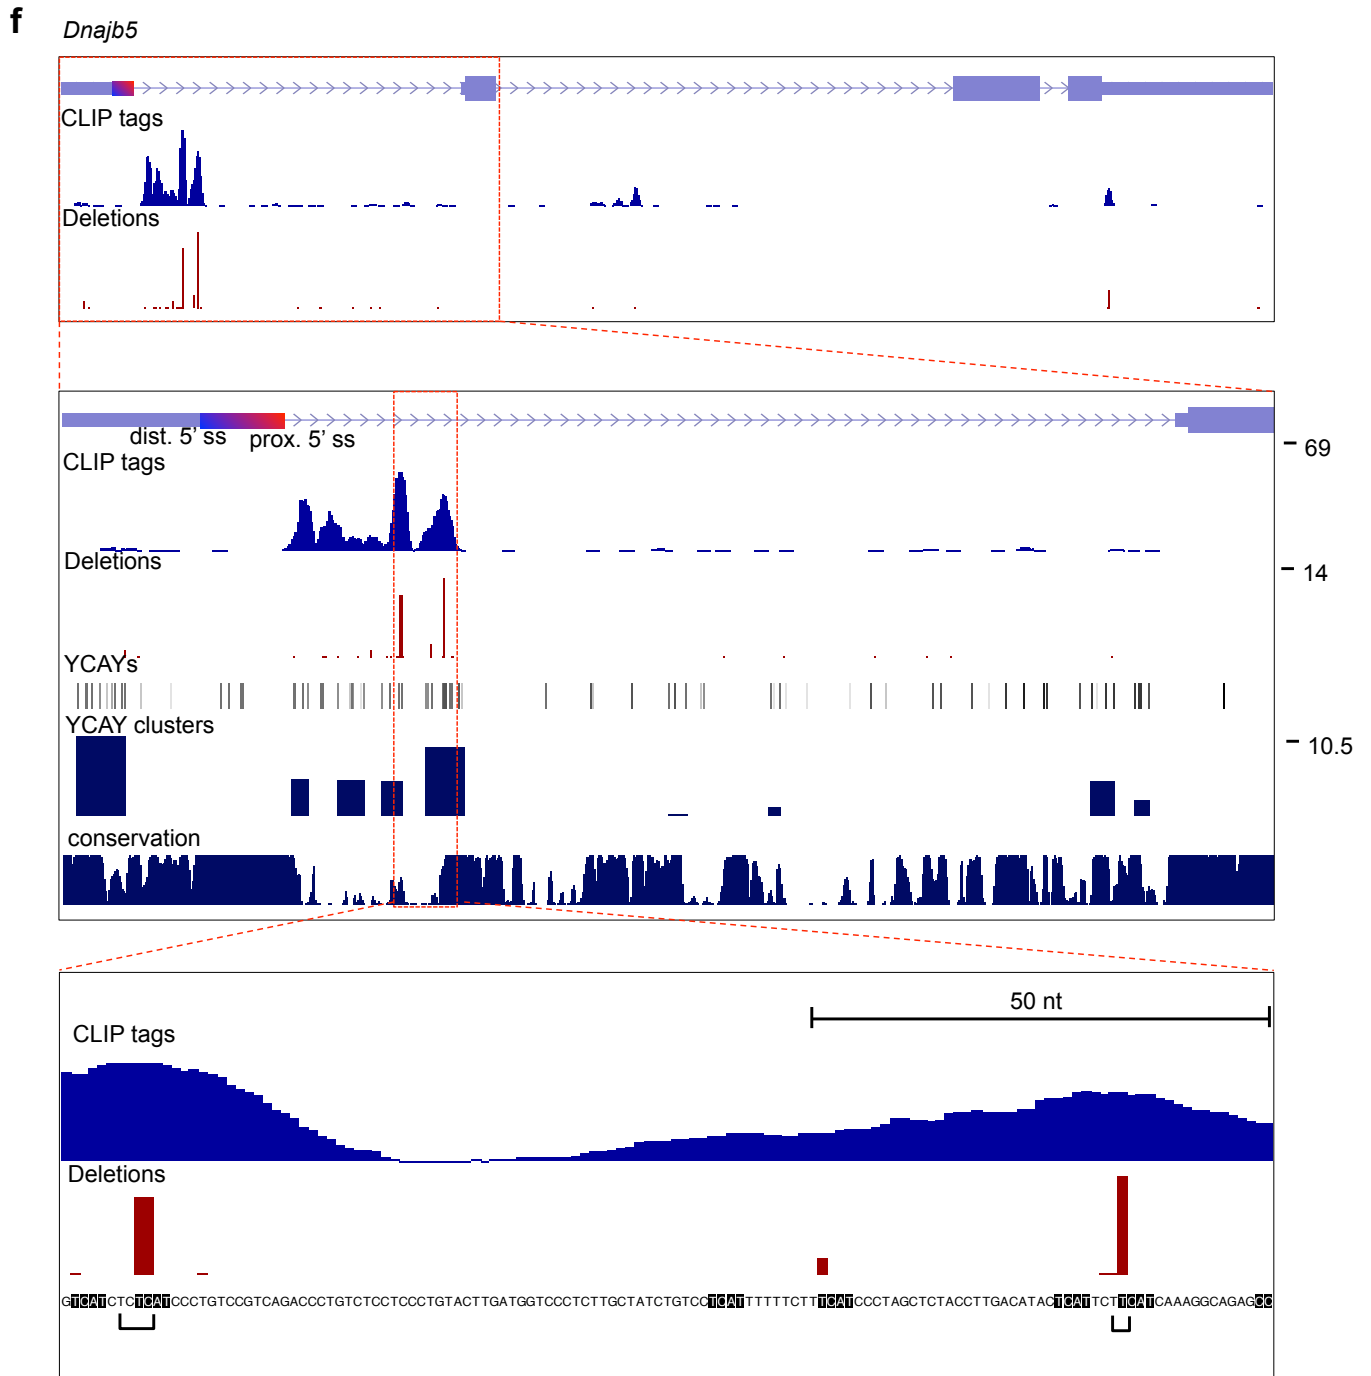 f
Dnajb5
CLIP tags
Deletions
dist. 5' ss prox. 5' ss
69
CLIP tags
Deletions
14
YCAYs
YCAY clusters
10.5
conservation
50 nt
CLIP tags
Deletions
GTCATCTCTCATCCCTGTCCGTCAGACCCTGTCTCCTCCCTGTACTTGATGGTCCCTCTTGCTATCTGTCCTCATTTTTTCTTTCATCCCTAGCTCTACCTTGACATACTCATTCTTCATCAAAGGCAGAGCC